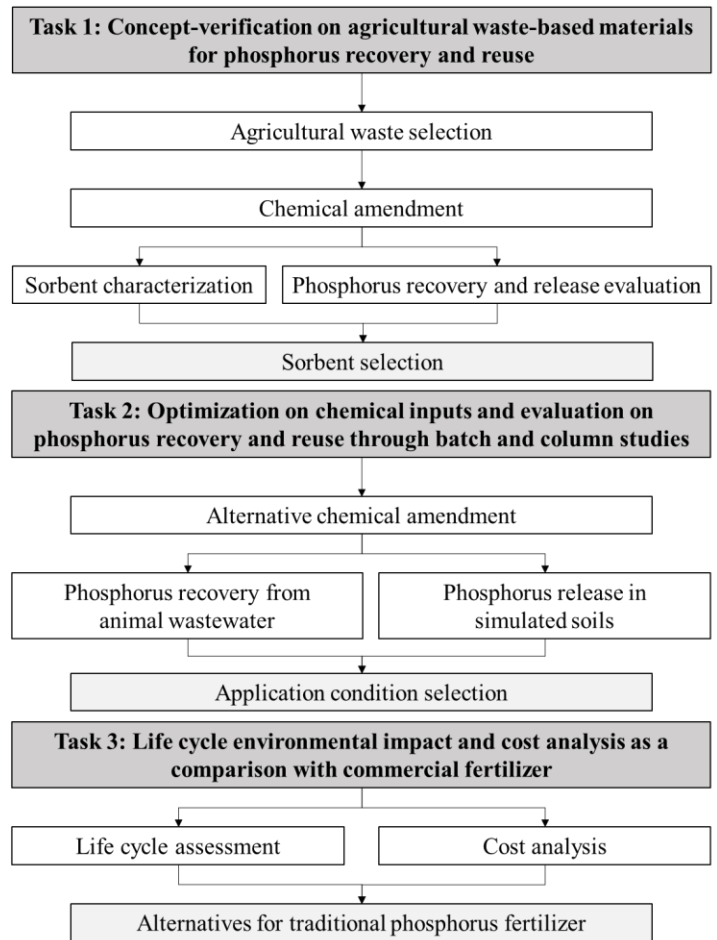 Task 1: Concept-verification on agricultural waste-based materials
for phosphorus recovery and reuse
Agricultural waste selection
Chemical amendment
Sorbent characterization
Phosphorus recovery and release evaluation
Sorbent selection
Task 2: Optimization on chemical inputs and evaluation on
phosphorus recovery and reuse through batch and column studies
Alternative chemical amendment
Phosphorus recovery from
animal wastewater
Phosphorus release in
simulated soils
Application condition selection
Task 3: Life cycle environmental impact and cost analysis as a
comparison with commercial fertilizer
Life cycle assessment
Cost analysis
Alternatives for traditional phosphorus fertilizer